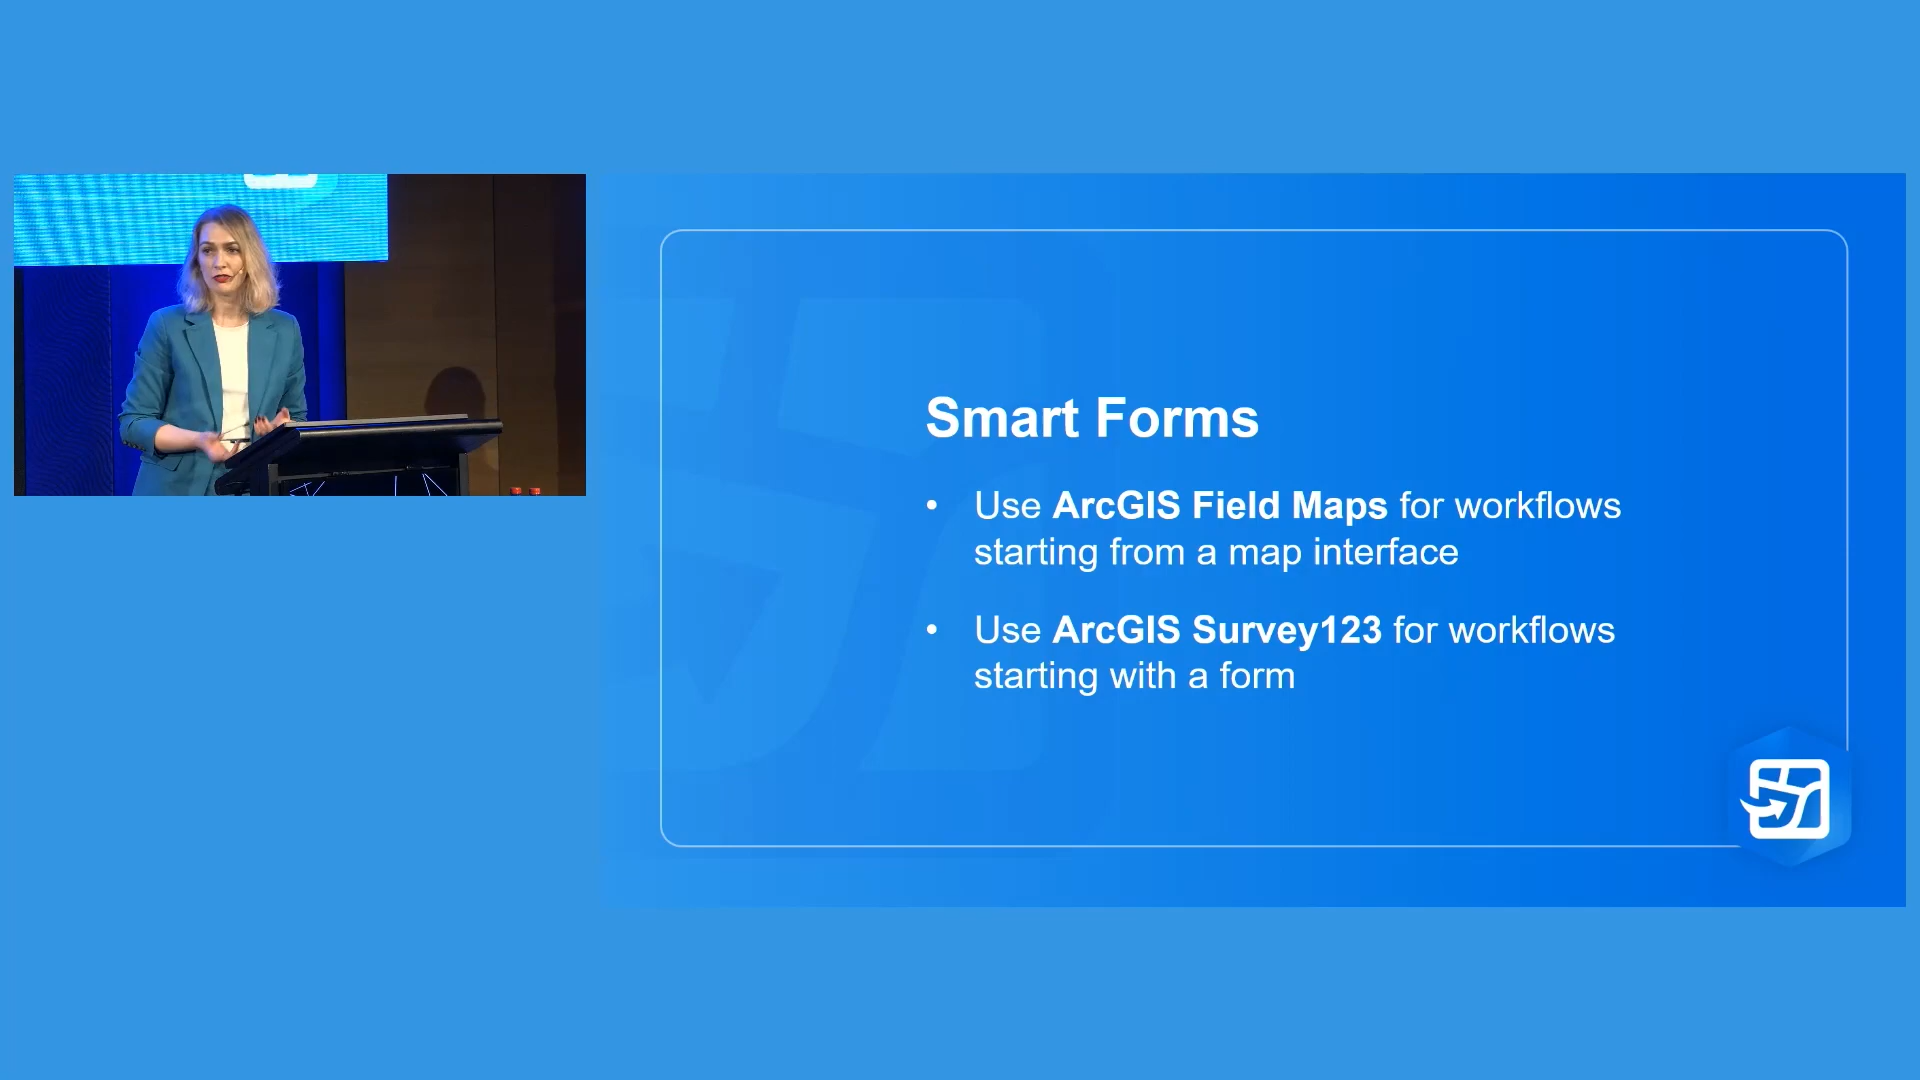 Smart Forms
• Use ArcGIS Field Maps for workflows
starting from a map interface
• Use ArcGIS Survey123 for workflows
starting with a form